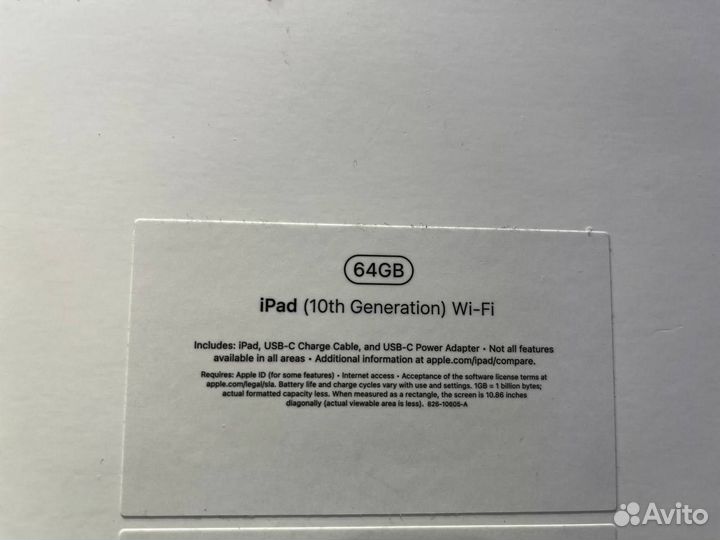 64GB
iPad (10th Generation) Wi-Fi
Includes: iPad, USB-C Charge Cable, and USB-C Power Adapter • Not all features
available in all areas • Additional information at apple.com/ipad/compare.
Requires: Apple ID (for some features) • Internet access • Acceptance of the software license terms at
apple.com/legal/sla. Battery life and charge cycles vary with use and settings. 1GB = 1 billion bytes;
actual formatted capacity less. When measured as a rectangle, the screen is 10.86 inches
diagonally (actual viewable area is less). 826-10605-A
Avito